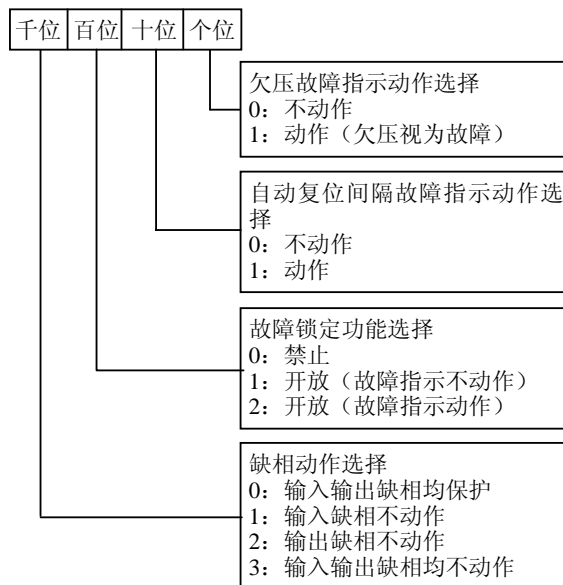 千位 百位 十位 个位
欠压故障指示动作选择
0：不动作
1：动作（欠压视为故障）
自动复位间隔故障指示动作选
择
0：不动作
1：动作
故障锁定功能选择
0：禁止
1：开放（故障指示不动作）
2：开放（故障指示动作）
缺相动作选择
0：输入输出缺相均保护
1：输入缺相不动作
2：输出缺相不动作
3：输入输出缺相均不动作